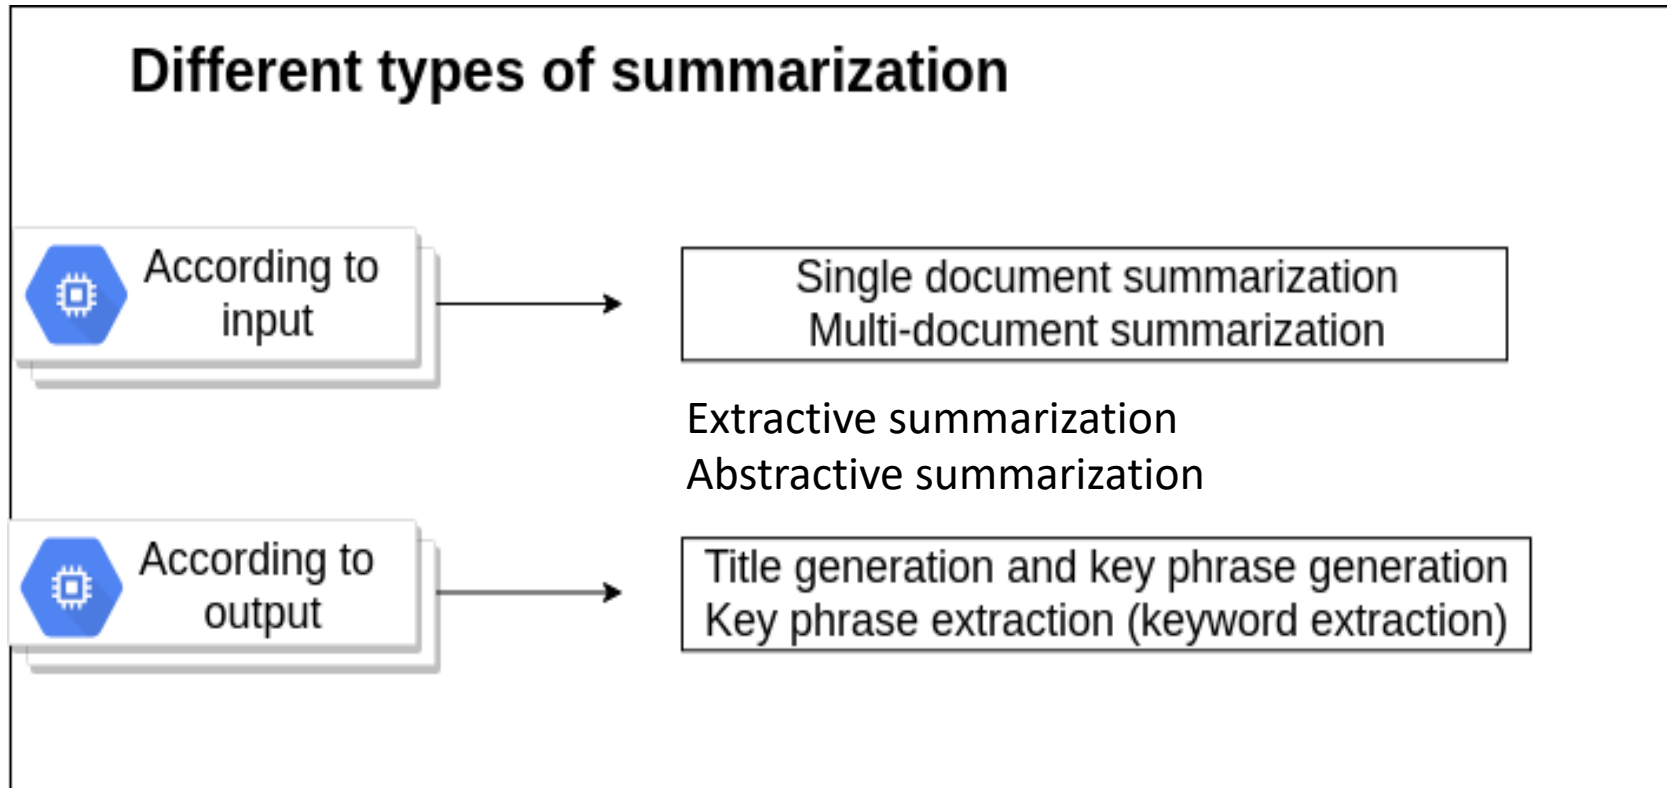 Different types of summarization
According to
input
Single document summarization
Multi-document summarization
Extractive summarization
Abstractive summarization
According to
output
Title generation and key phrase generation
Key phrase extraction (keyword extraction)